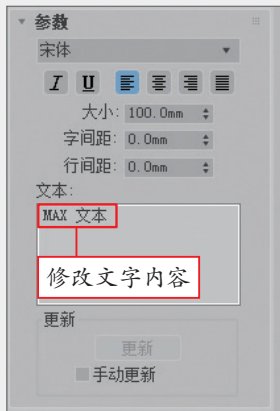 参数
宋体
I U
大小: 100.0mm
字间距: 0.0mm
行间距: 0.0mm
文本:
MAX 文本
修改文字内容
更新
更新
手动更新